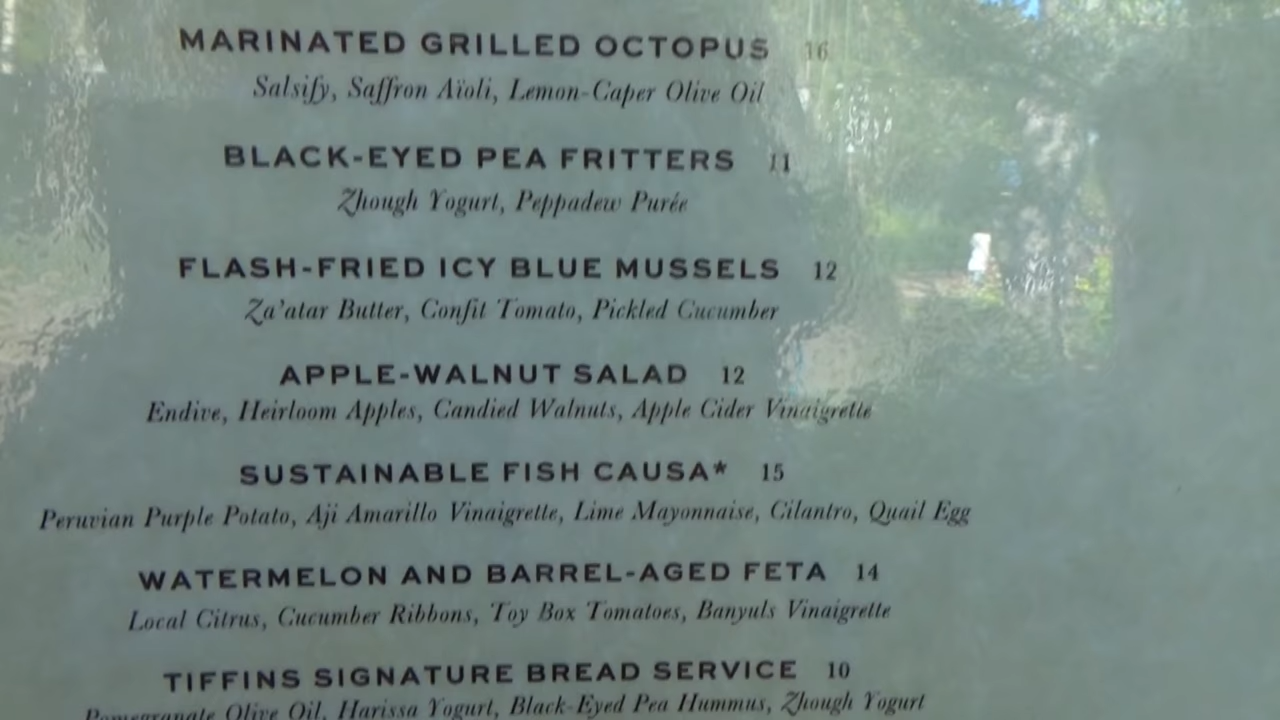 MARINATED GRILLED OCTOPUS 16
Salsify, Saffron Aïoli, Lemon-Caper Olive Oil
BLACK-EYED PEA FRITTERS 11
Zhough Yogurt, Peppadew Purée
FLASH-FRIED ICY BLUE MUSSELS 12
Za'atar Butter, Confit Tomato, Pickled Cucumber
APPLE-WALNUT SALAD 12
Endive, Heirloom Apples, Candied Walnuts, Apple Cider Vinaigrette
SUSTAINABLE FISH CAUSA* 15
Peruvian Purple Potato, Aji Amarillo Vinaigrette, Lime Mayonnaise, Cilantro, Quail Egg
WATERMELON AND BARREL-AGED FETA 14
Local Citrus, Cucumber Ribbons, Toy Box Tomatoes, Banyuls Vinaigrette
TIFFINS SIGNATURE BREAD SERVICE 10
Pomegranate Olive Oil, Harissa Yogurt, Black-Eyed Pea Hummus, Zhough Yogurt